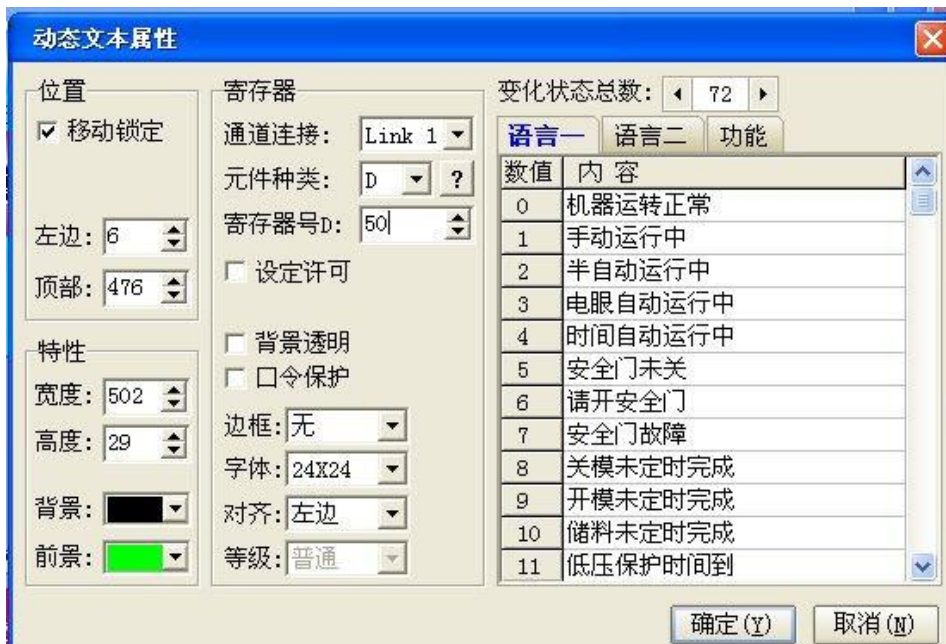 动态文本属性
位置
移动锁定
左边: 6
顶部: 476
特性
宽度: 502
高度: 29
背景:
前景:
寄存器
通道连接: Link 1
元件种类: D ?
寄存器号D: 50
设定许可
背景透明
口令保护
边框: 无
字体: 24X24
对齐: 左边
等级: 普通
变化状态总数: 72
语言一 语言二 功能
数值 内 容
0 机器运转正常
1 手动运行中
2 半自动运行中
3 电眼自动运行中
4 时间自动运行中
5 安全门未关
6 请开安全门
7 安全门故障
8 关模未定时完成
9 开模未定时完成
10 储料未定时完成
11 低压保护时间到
确定(Y) 取消(N)